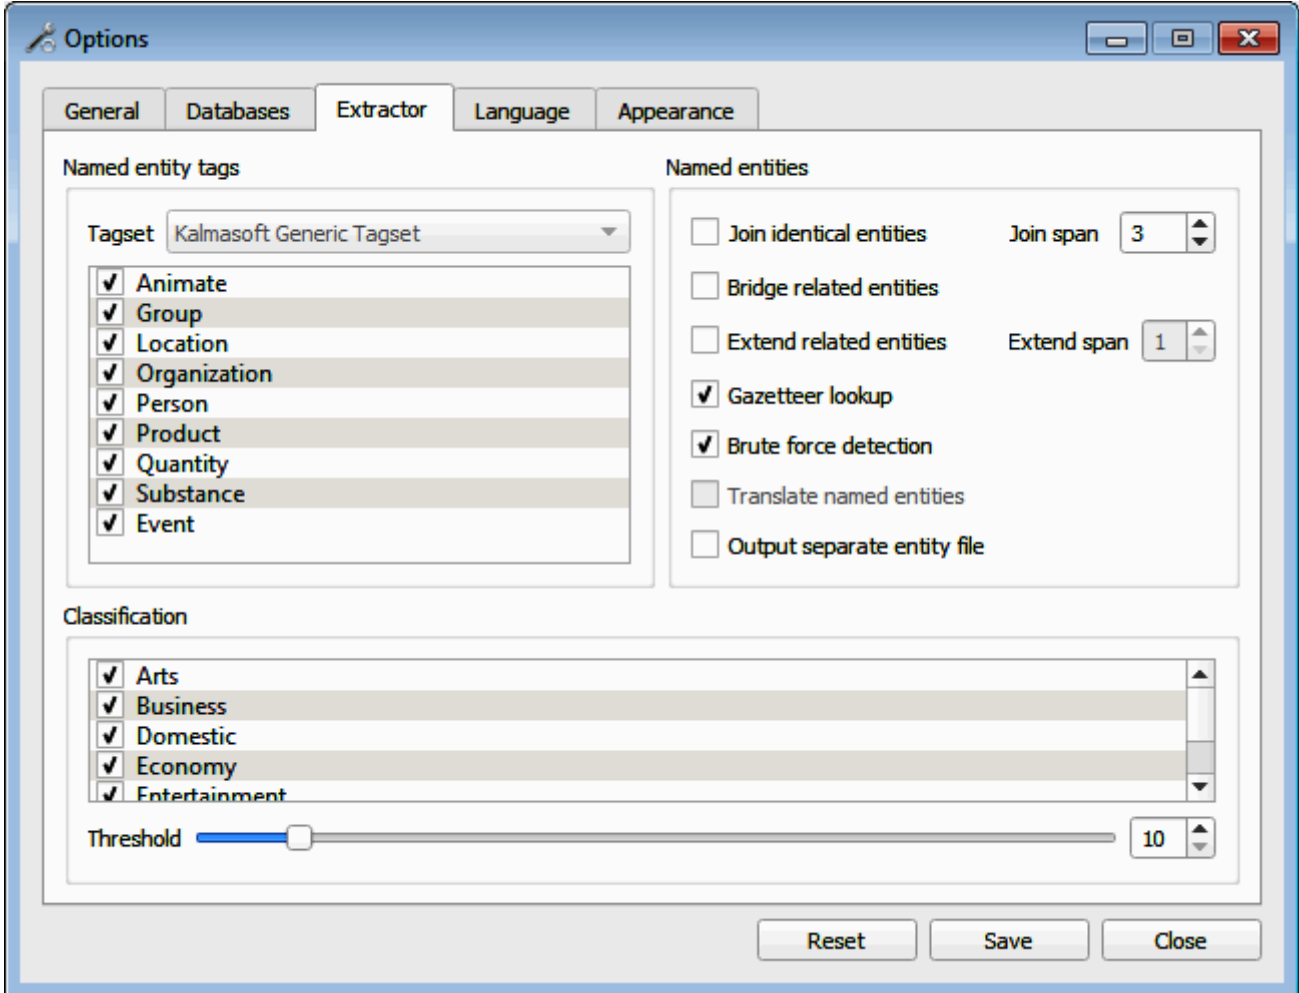 Options
General Databases Extractor Language Appearance
Named entity tags
Tagset Kalmasoft Generic Tagset
Animate
Group
Location
Organization
Person
Product
Quantity
Substance
Event
Named entities
Join identical entities Join span 3
Bridge related entities
Extend related entities Extend span 1
Gazetteer lookup
Brute force detection
Translate named entities
Output separate entity file
Classification
Arts
Business
Domestic
Economy
Entertainment
Threshold 10
Reset Save Close